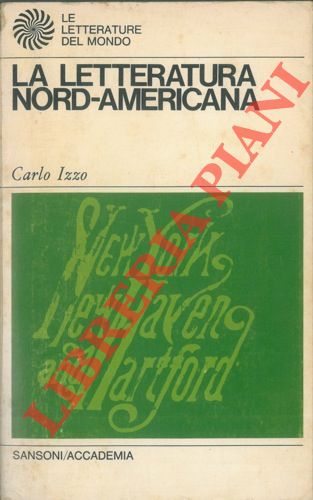 LE
LETTERATURE
DEL MONDO
LA LETTERATURA
NORD-AMERICANA
Carlo Izzo
New York
New Haven
and Hartford
SANSONI/ACCADEMIA
LIBRERIA PIANI